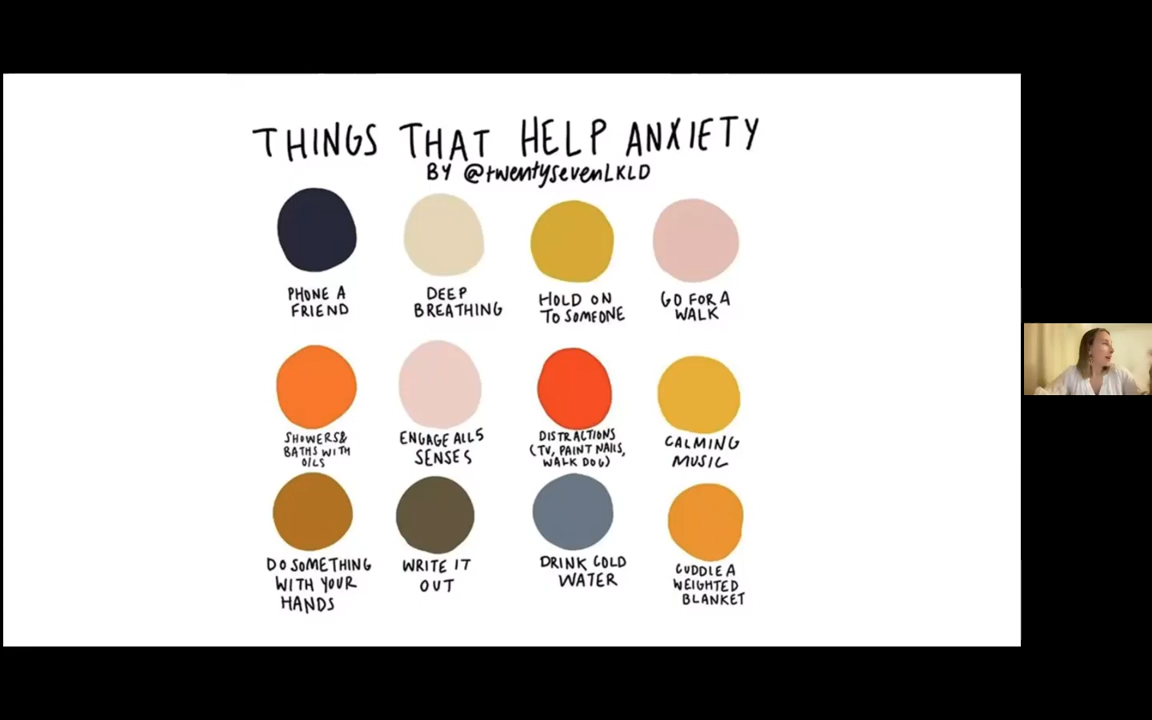 THINGS THAT HELP ANXIETY
BY @twentysevenLKLD
PHONE A
FRIEND
DEEP
BREATHING
HOLD ON
TO SOMEONE
GO FOR A
WALK
SHOWERS&
BATHS WITH
OILS
ENGAGE ALL 5
SENSES
DISTRACTIONS
(TV, PAINT NAILS,
WALK DOG)
CALMING
MUSIC
DO SOMETHING
WITH YOUR
HANDS
WRITE IT
OUT
DRINK COLD
WATER
CUDDLE A
WEIGHTED
BLANKET